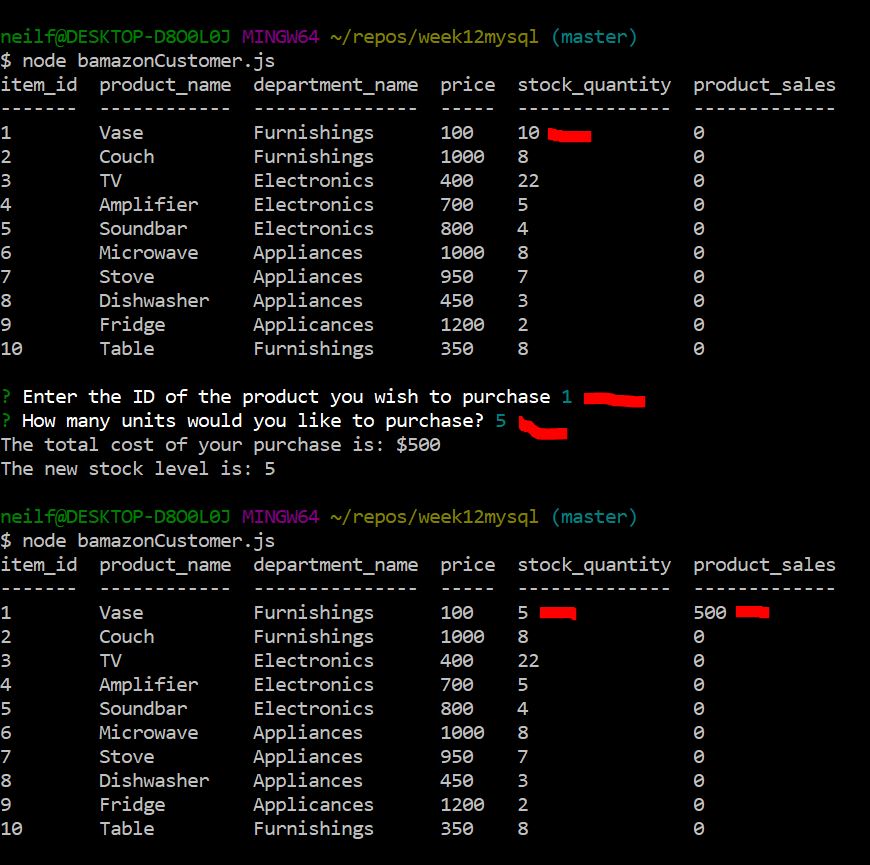 neilf@DESKTOP-D8O0L0J MINGW64 ~/repos/week12mysql (master)
$ node bamazonCustomer.js
item_id  product_name  department_name  price  stock_quantity  product_sales
-------  ------------  ---------------  -----  --------------  -------------
1        Vase          Furnishings      100    10              0
2        Couch         Furnishings      1000   8               0
3        TV            Electronics      400    22              0
4        Amplifier     Electronics      700    5               0
5        Soundbar      Electronics      800    4               0
6        Microwave     Appliances       1000   8               0
7        Stove         Appliances       950    7               0
8        Dishwasher    Appliances       450    3               0
9        Fridge        Applicances      1200   2               0
10       Table         Furnishings      350    8               0
? Enter the ID of the product you wish to purchase 1
? How many units would you like to purchase? 5
The total cost of your purchase is: $500
The new stock level is: 5
neilf@DESKTOP-D8O0L0J MINGW64 ~/repos/week12mysql (master)
$ node bamazonCustomer.js
item_id  product_name  department_name  price  stock_quantity  product_sales
-------  ------------  ---------------  -----  --------------  -------------
1        Vase          Furnishings      100    5               500
2        Couch         Furnishings      1000   8               0
3        TV            Electronics      400    22              0
4        Amplifier     Electronics      700    5               0
5        Soundbar      Electronics      800    4               0
6        Microwave     Appliances       1000   8               0
7        Stove         Appliances       950    7               0
8        Dishwasher    Appliances       450    3               0
9        Fridge        Applicances      1200   2               0
10       Table         Furnishings      350    8               0